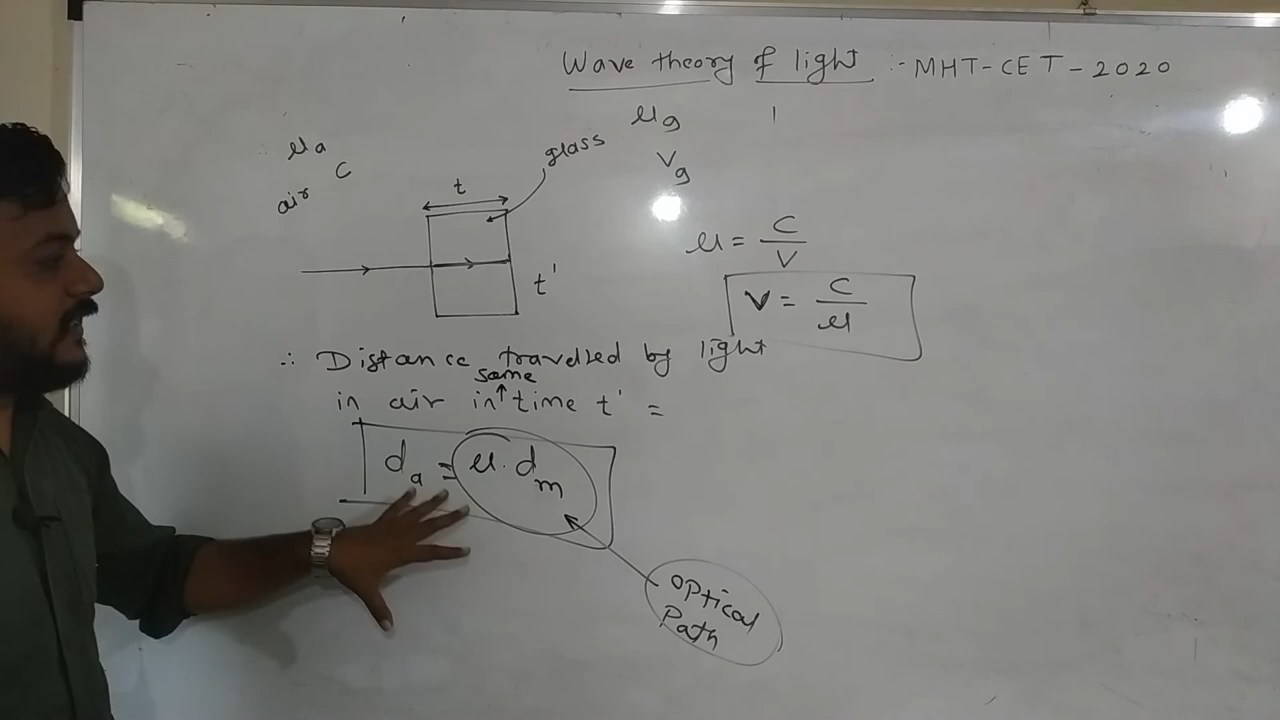 Wave theory of light :- MHT-CET-2020
μg
Vg
μa
C
air
glass
t
t'
μ = C/V
V = C/μ
∴ Distance travelled by light
same
in air in↑time t' =
da = μ.dm
Optical
Path